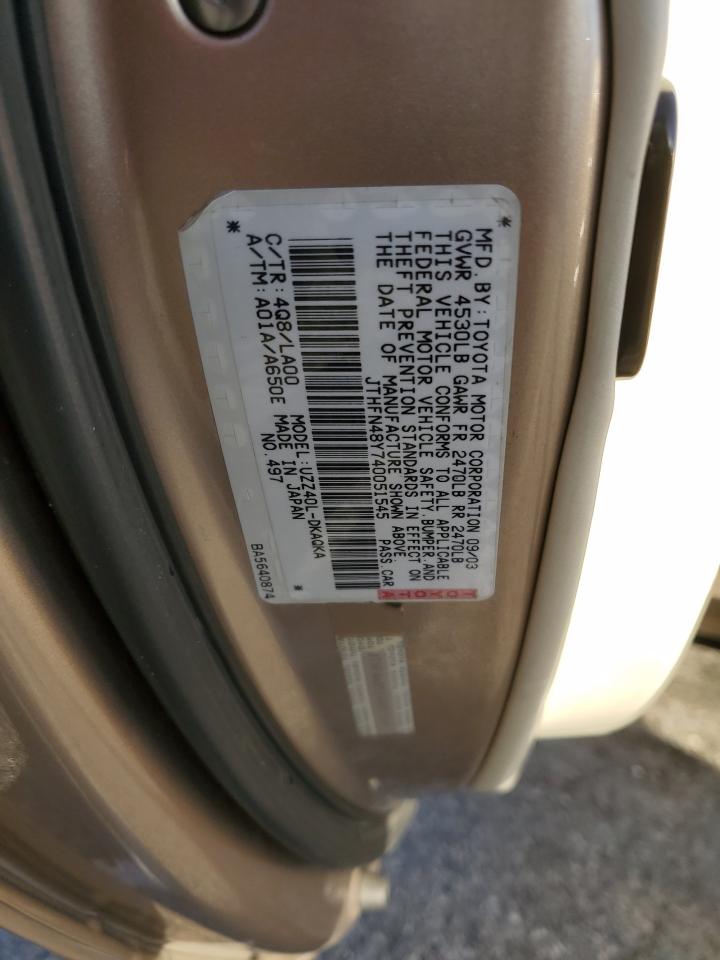 MFD. BY: TOYOTA MOTOR CORPORATION 09/03
GVWR 4530LB GAWR FR 2470LB RR 2470LB
THIS VEHICLE CONFORMS TO ALL APPLICABLE
FEDERAL MOTOR VEHICLE SAFETY, BUMPER, AND
THEFT PREVENTION STANDARDS IN EFFECT ON
THE DATE OF MANUFACTURE SHOWN ABOVE.
JTHFN48Y740051545 PASS. CAR
C/TR: 4Q8/LA00 MODEL: UZZ40L-DKAQKA
A/TM: A01A/A650E MADE IN JAPAN
NO. 497
BA5640874
TOYOTA